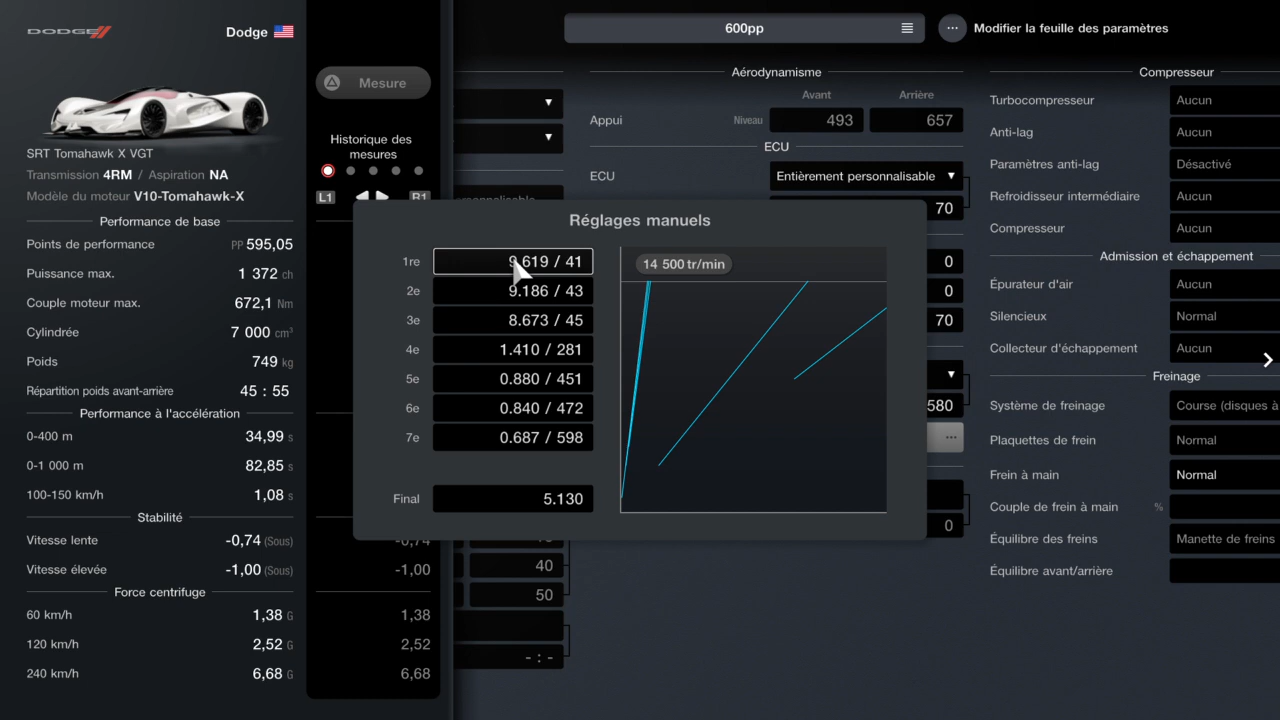 DODGE
Dodge
SRT Tomahawk X VGT
Transmission 4RM / Aspiration NA
Modèle du moteur V10-Tomahawk-X
Performance de base
Points de performance PP 595,05
Puissance max. 1 372 ch
Couple moteur max. 672,1 Nm
Cylindrée 7 000 cm³
Poids 749 kg
Répartition poids avant-arrière 45 : 55
Performance à l'accélération
0-400 m 34,99 s
0-1 000 m 82,85 s
100-150 km/h 1,08 s
Stabilité
Vitesse lente -0,74 (Sous)
Vitesse élevée -1,00 (Sous)
Force centrifuge
60 km/h 1,38 G
120 km/h 2,52 G
240 km/h 6,68 G
Mesure
Historique des
mesures
L1 R1
-0,74
-1,00
1,38
2,52
6,68
600pp
Modifier la feuille des paramètres
Aérodynamisme
Avant Arrière
Appui Niveau 493 657
ECU
ECU Entièrement personnalisable
70
0
0
70
580
...
0
40
50
- : -
Réglages manuels
1re 9.619 / 41
2e 9.186 / 43
3e 8.673 / 45
4e 1.410 / 281
5e 0.880 / 451
6e 0.840 / 472
7e 0.687 / 598
Final 5.130
14 500 tr/min
Compresseur
Turbocompresseur Aucun
Anti-lag Aucun
Paramètres anti-lag Désactivé
Refroidisseur intermédiaire Aucun
Compresseur Aucun
Admission et échappement
Épurateur d'air Aucun
Silencieux Normal
Collecteur d'échappement Aucun
Freinage
Système de freinage Course (disques à
Plaquettes de frein Normal
Frein à main Normal
Couple de frein à main %
Équilibre des freins Manette de freins
Équilibre avant/arrière